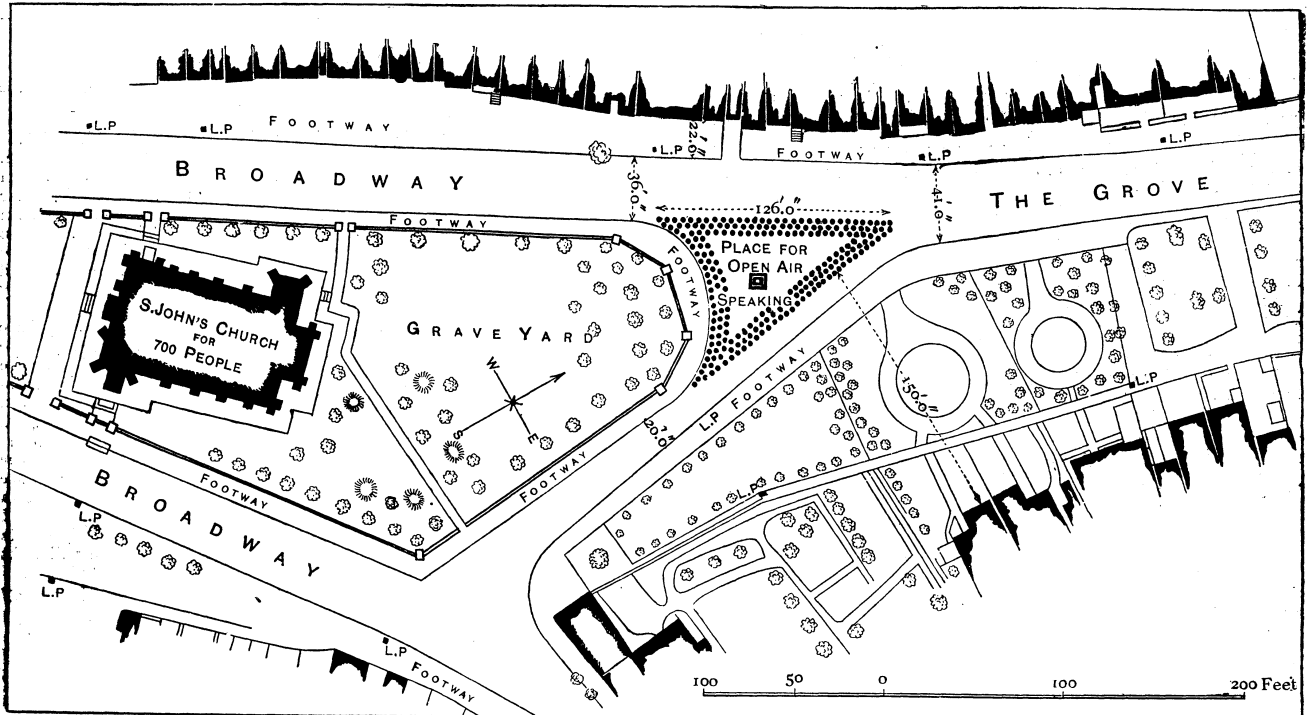 L.P
L.P
FOOTWAY
22'.0"
L.P
FOOTWAY
L.P
L.P
BROADWAY
36'.0"
41'.0"
THE GROVE
126'.0"
FOOTWAY
FOOTWAY
PLACE FOR
OPEN AIR
SPEAKING
S. JOHN'S CHURCH
FOR
700 PEOPLE
GRAVE YARD
W
S
E
L.P
FOOTWAY
150'.0"
L.P
20'.0"
FOOTWAY
FOOTWAY
BROADWAY
L.P
L.P
L.P
L.P
FOOTWAY
100 50 0 100 200 Feet